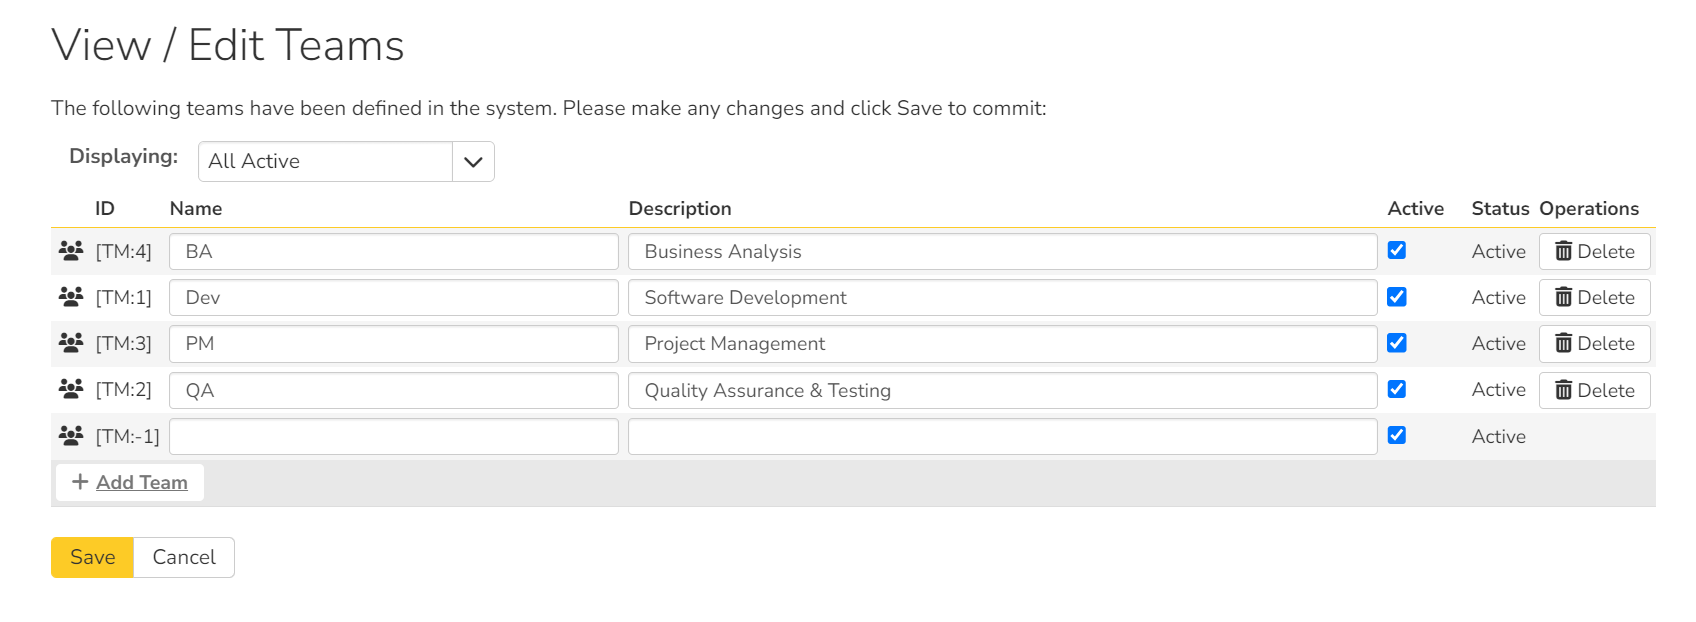 View / Edit Teams
The following teams have been defined in the system. Please make any changes and click Save to commit:
Displaying: All Active
ID Name Description Active Status Operations
[TM:4] BA Business Analysis Active Delete
[TM:1] Dev Software Development Active Delete
[TM:3] PM Project Management Active Delete
[TM:2] QA Quality Assurance & Testing Active Delete
[TM:-1] Active
+ Add Team
Save Cancel